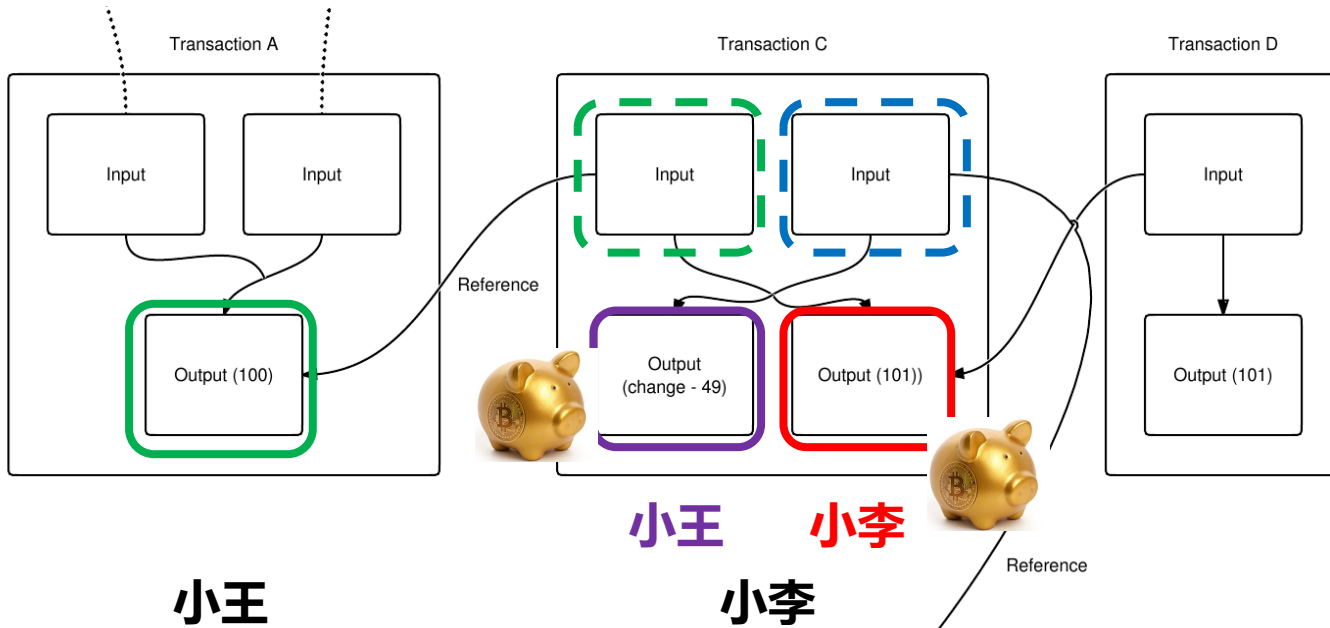 Transaction A
Transaction C
Transaction D
Input
Input
Input
Input
Input
Reference
Output (100)
Output
(change - 49)
Output (101))
Output (101)
₿
₿
小王
小李
Reference
小王
小李